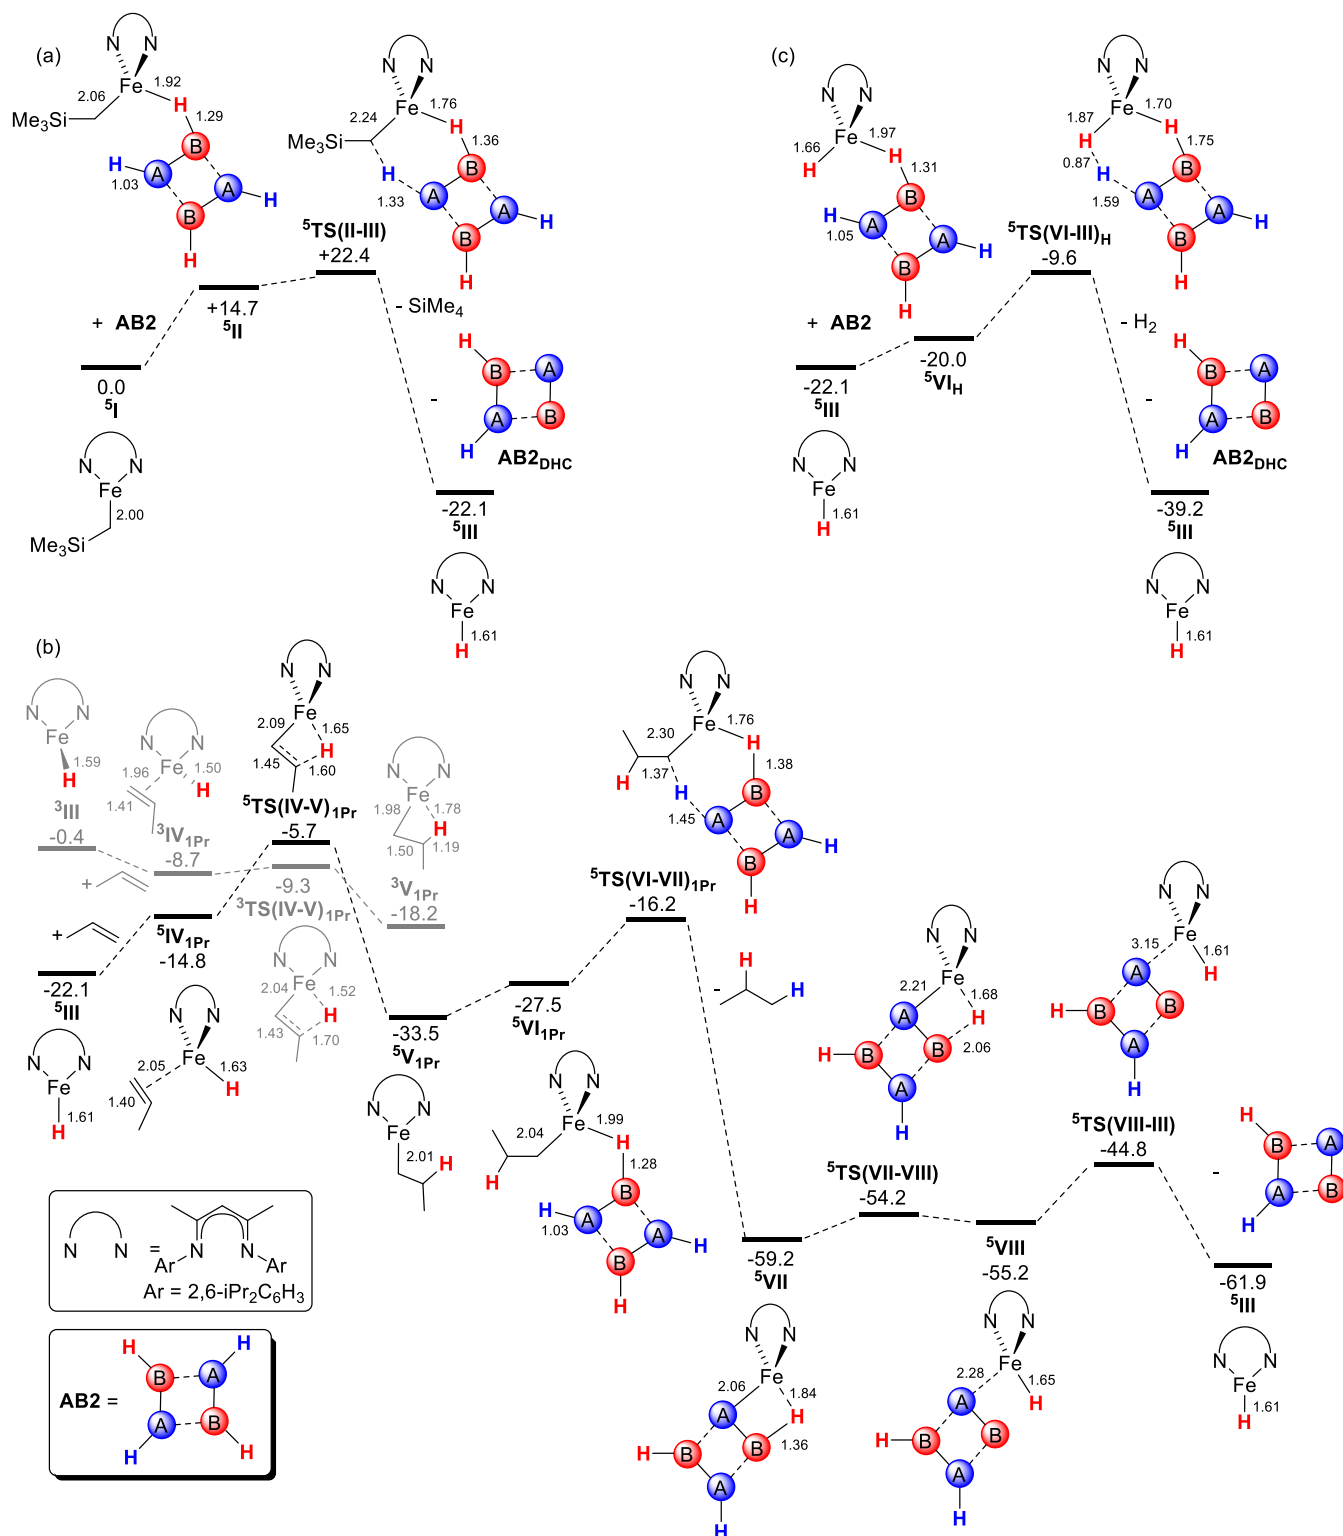 (a)
N N
Fe 1.92
2.06 H
Me3Si 1.29
B
H A
1.03 A H
B
H
N N
Fe 1.76
2.24 H
Me3Si 1.36
H B
1.33 A
A H
B
H
5TS(II-III)
+22.4
+14.7
5II
+ AB2
0.0
5I
N N
Fe
2.00
Me3Si
- SiMe4
-
H
B A
A B
H
AB2DHC
-22.1
5III
N N
Fe
1.61
H
(c)
N N
Fe 1.97
1.66 H
H 1.31
B
H A
1.05 A H
B
H
N N
Fe 1.70
1.87 H
H 1.75
0.87 H B
1.59 A
A H
B
H
5TS(VI-III)H
-9.6
+ AB2
-22.1
5III
-20.0
5VIH
N N
Fe
1.61
H
- H2
-
H
B A
A B
H
AB2DHC
-39.2
5III
N N
Fe
1.61
H
(b)
N N
Fe
1.59
H
3III
-0.4
N N
1.96 Fe 1.50
H
1.41
3IV1Pr
-8.7
+
N N
Fe
2.09 1.65
H
1.45 1.60
5TS(IV-V)1Pr
-5.7
-9.3
3TS(IV-V)1Pr
N N
Fe
2.04 1.52
H
1.43 1.70
N N
Fe
1.98 1.78
H
1.50 1.19
3V1Pr
-18.2
+
-22.1
5III
N N
Fe
1.61
H
5IV1Pr
-14.8
N N
2.05 Fe
1.63
1.40 H
-33.5
5V1Pr
N N
Fe
2.01 H
-27.5
5VI1Pr
N N
Fe 1.99
2.04 H
H 1.28
B
H A
1.03 A H
B
H
N N
Fe 1.76
2.30 H
H 1.37 1.38
H B
1.45 A
A H
B
H
5TS(VI-VII)1Pr
-16.2
-
H
H
-59.2
5VII
N N
Fe
2.06 1.84
A H
H B B 1.36
A
H
N N
Fe
2.21 1.68
A H
H B B 2.06
A
H
5TS(VII-VIII)
-54.2
5VIII
-55.2
N N
Fe
2.28 1.65
A H
H B B
A
H
N N
Fe
3.15 1.61
A H
H B B
A
H
5TS(VIII-III)
-44.8
-
H
B A
A B
H
-61.9
5III
N N
Fe
1.61
H
N N = N N
Ar Ar
Ar = 2,6-iPr2C6H3
H H
B A
AB2 =
A B
H H